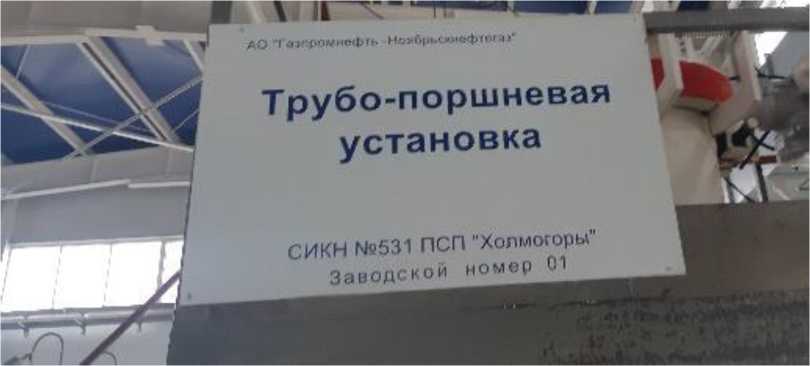 АО "Газпромнефть -Ноябрьскнефтегаз"
Трубо-поршневая
установка
СИКН №531 ПСП "Холмогоры"
Заводской номер 01